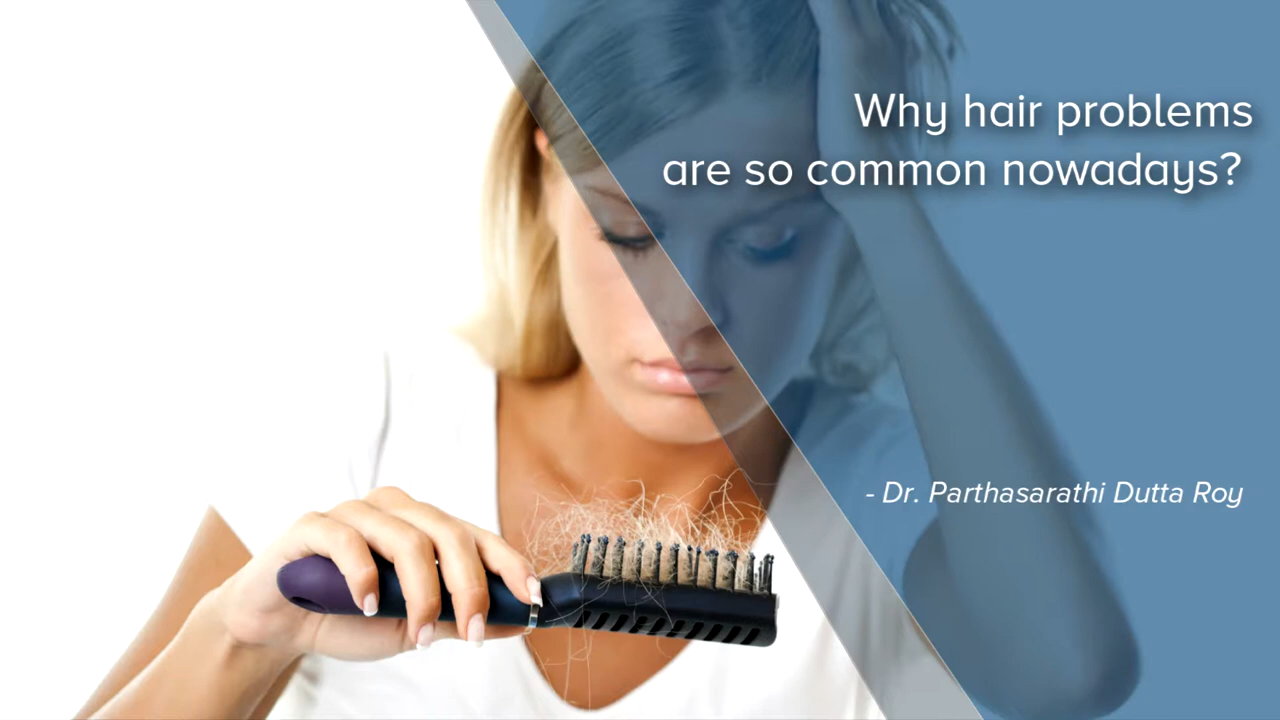 Why hair problems
are so common nowadays?
- Dr. Parthasarathi Dutta Roy